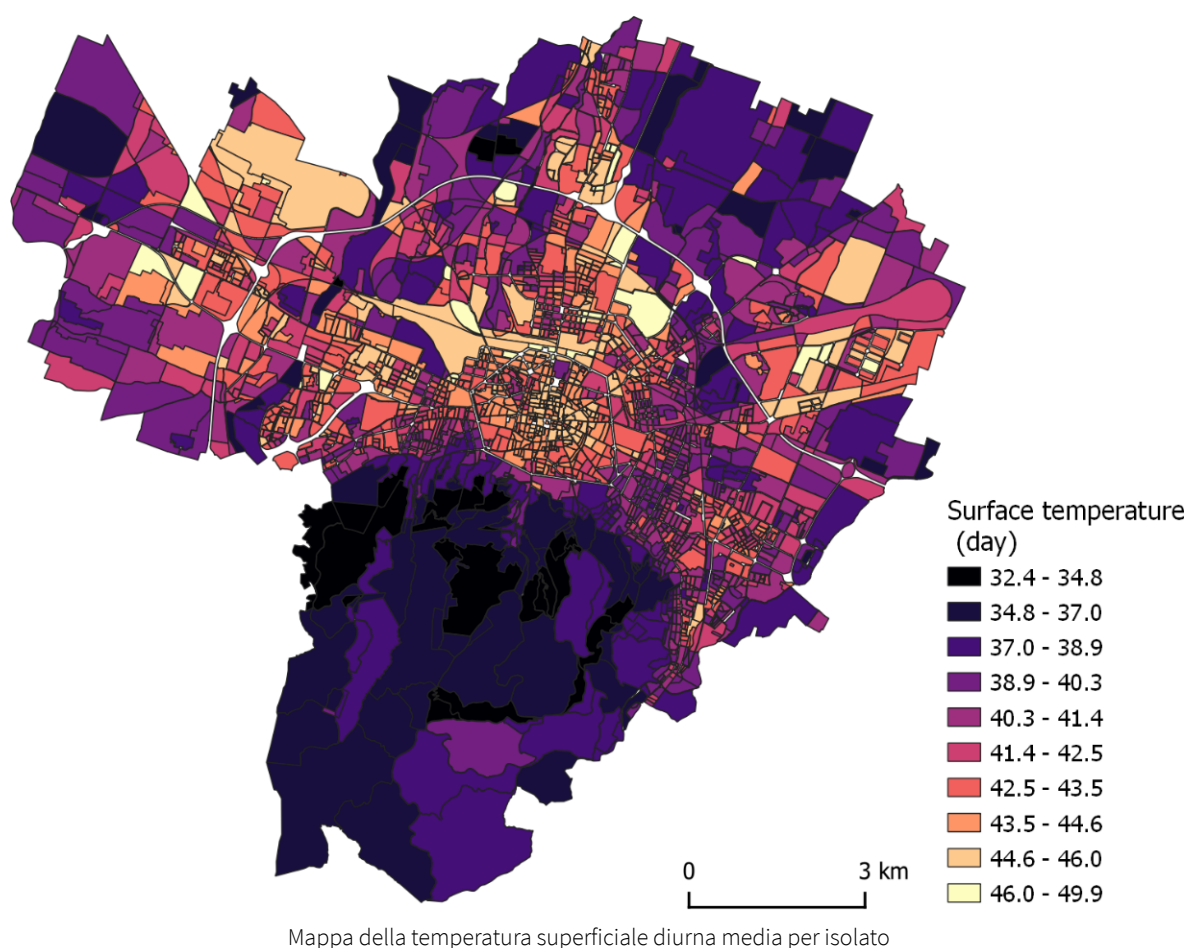 Surface temperature
(day)
32.4 - 34.8
34.8 - 37.0
37.0 - 38.9
38.9 - 40.3
40.3 - 41.4
41.4 - 42.5
42.5 - 43.5
43.5 - 44.6
44.6 - 46.0
46.0 - 49.9
0 3 km
Mappa della temperatura superficiale diurna media per isolato